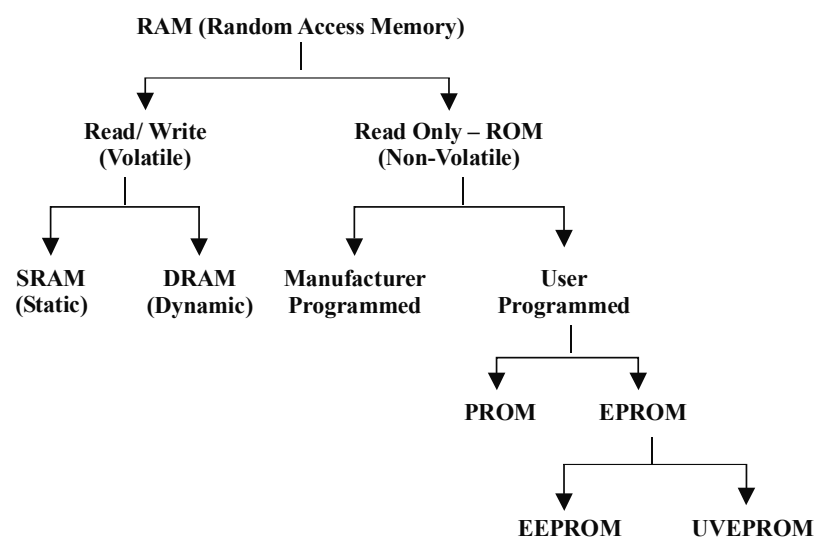 RAM (Random Access Memory)
Read/ Write
(Volatile)
Read Only – ROM
(Non-Volatile)
SRAM
(Static)
DRAM
(Dynamic)
Manufacturer
Programmed
User
Programmed
PROM
EPROM
EEPROM
UVEPROM